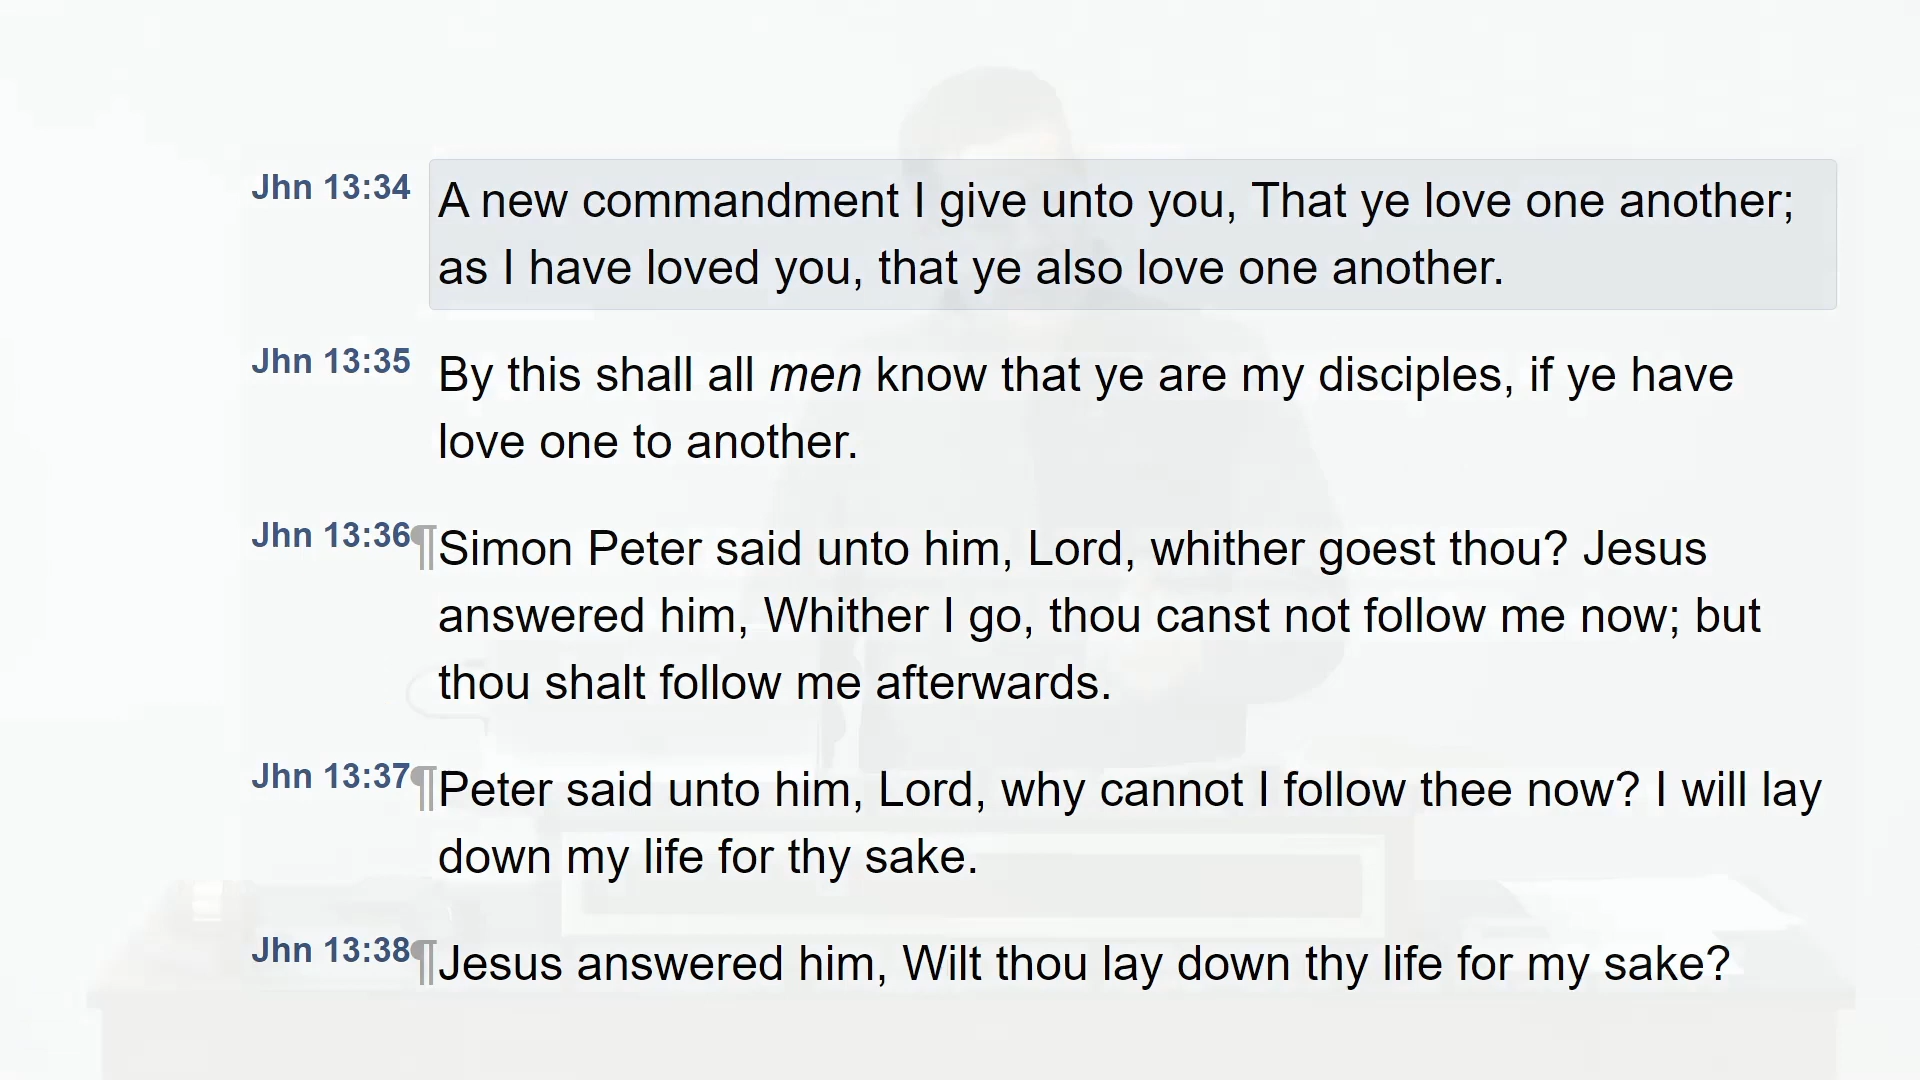 Jhn 13:34 A new commandment I give unto you, That ye love one another;
as I have loved you, that ye also love one another.
Jhn 13:35 By this shall all men know that ye are my disciples, if ye have
love one to another.
Jhn 13:36 ¶Simon Peter said unto him, Lord, whither goest thou? Jesus
answered him, Whither I go, thou canst not follow me now; but
thou shalt follow me afterwards.
Jhn 13:37 ¶Peter said unto him, Lord, why cannot I follow thee now? I will lay
down my life for thy sake.
Jhn 13:38 ¶Jesus answered him, Wilt thou lay down thy life for my sake?